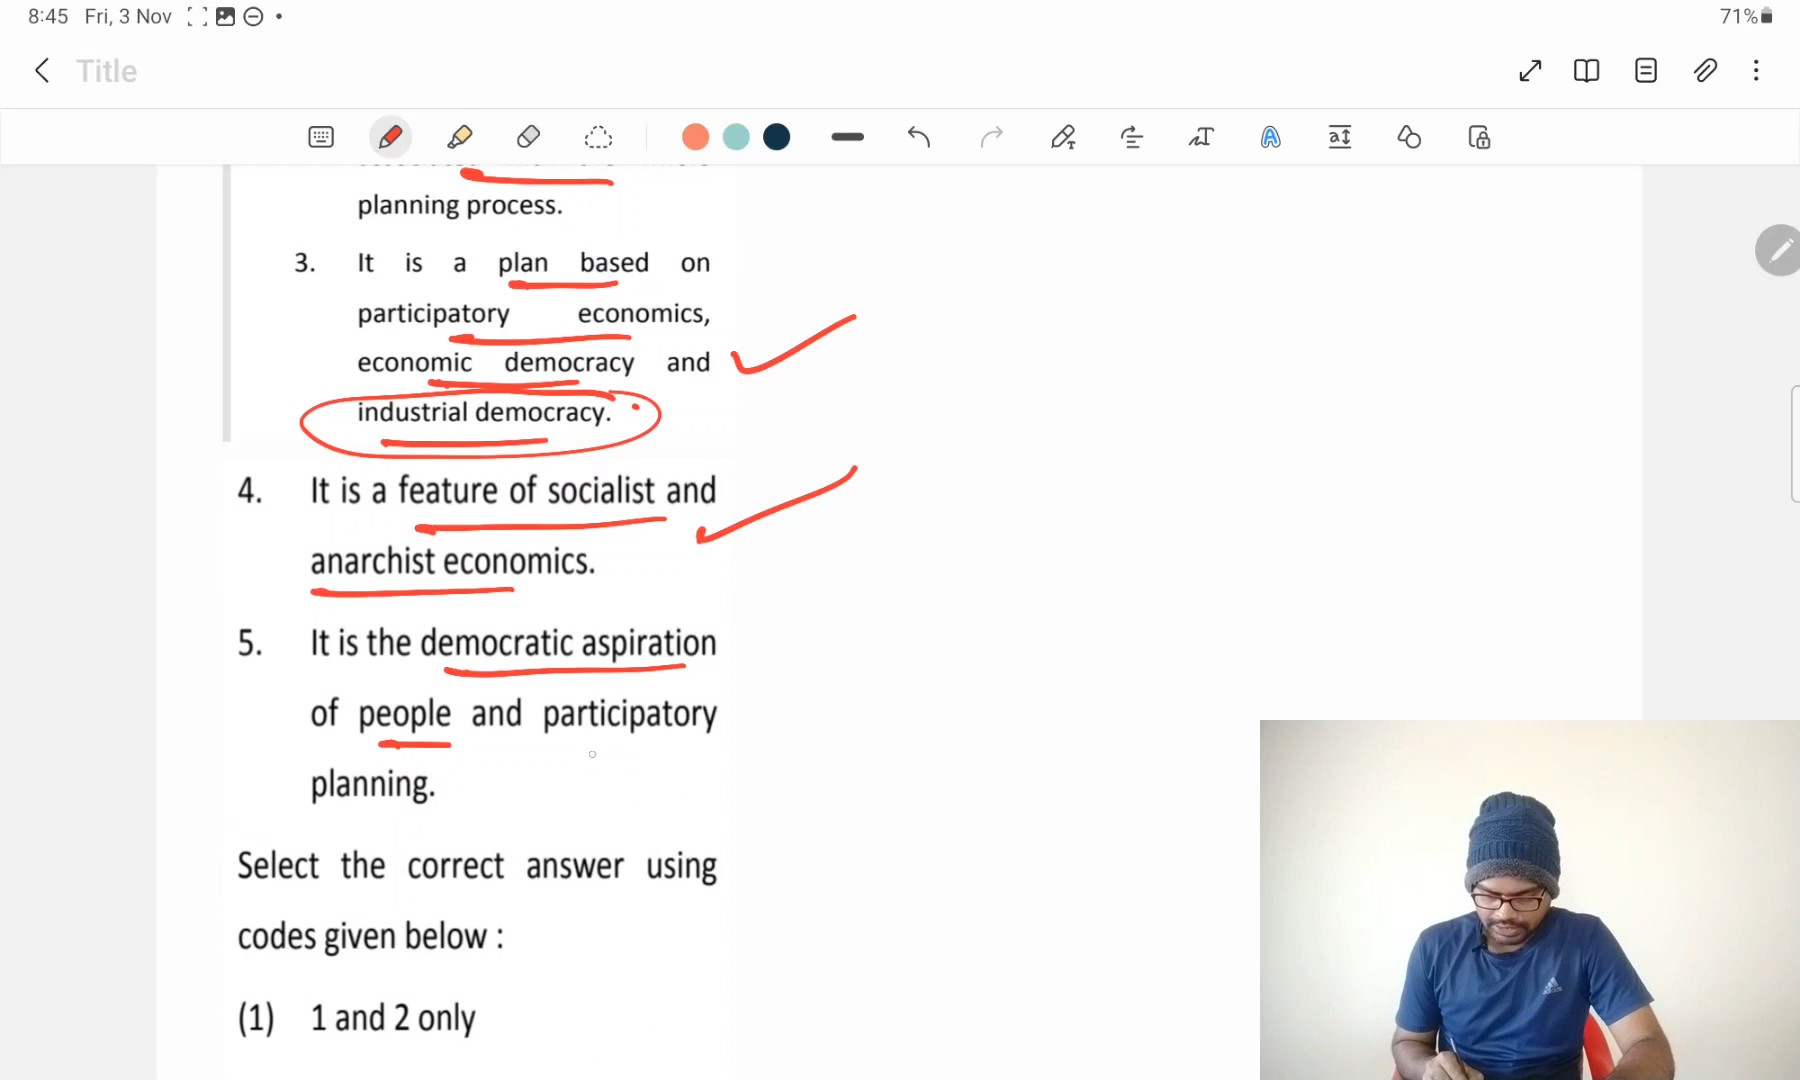 8:45 Fri, 3 Nov
71%
Title
planning process.
3. It is a plan based on
participatory economics,
economic democracy and
industrial democracy.
4. It is a feature of socialist and
anarchist economics.
5. It is the democratic aspiration
of people and participatory
planning.
Select the correct answer using
codes given below :
(1) 1 and 2 only